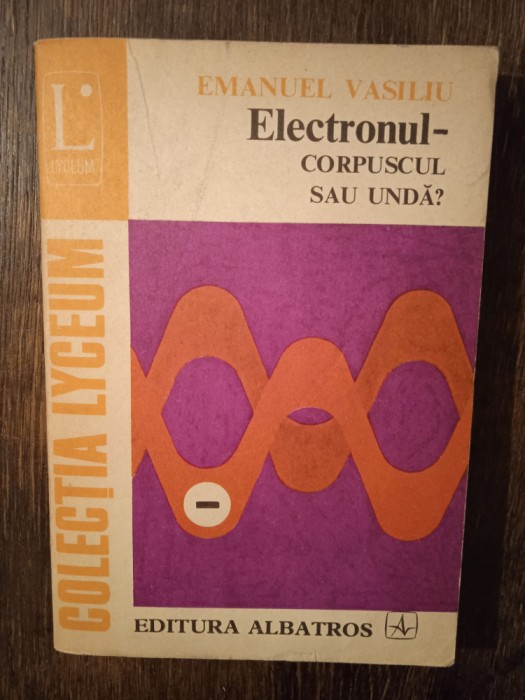 L
LYCEUM
EMANUEL VASILIU
Electronul-
CORPUSCUL
SAU UNDĂ?
COLECȚIA LYCEUM
EDITURA ALBATROS